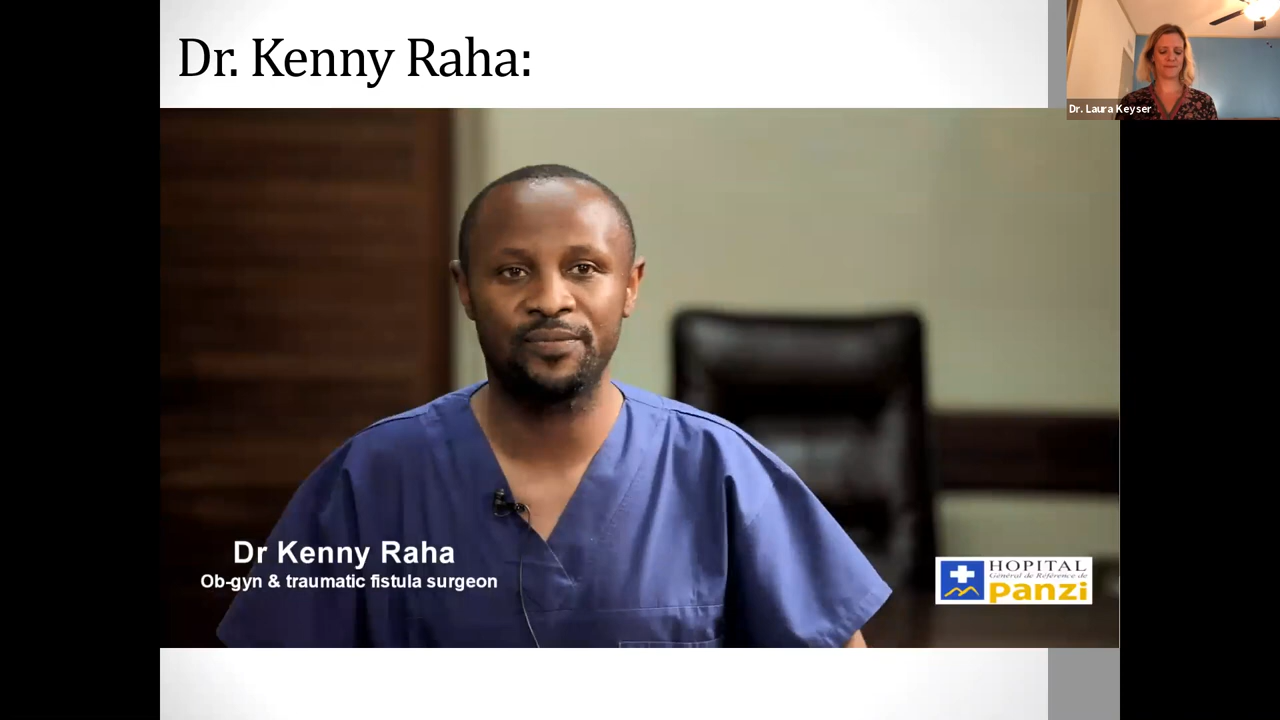 Dr. Kenny Raha:
Dr. Laura Keyser
Dr Kenny Raha
Ob-gyn & traumatic fistula surgeon
HOPITAL
Général de Référence de
Panzi